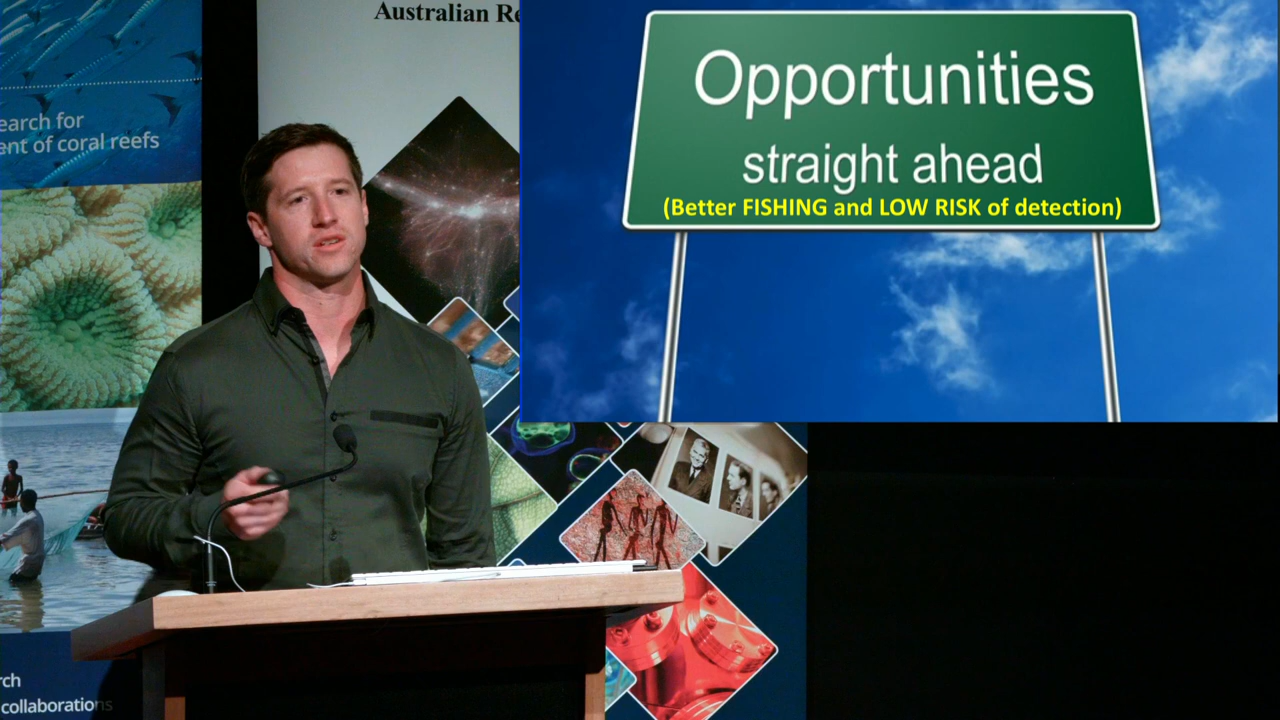 earch for
ent of coral reefs
Australian Re
Opportunities
straight ahead
(Better FISHING and LOW RISK of detection)
rch
collaborations